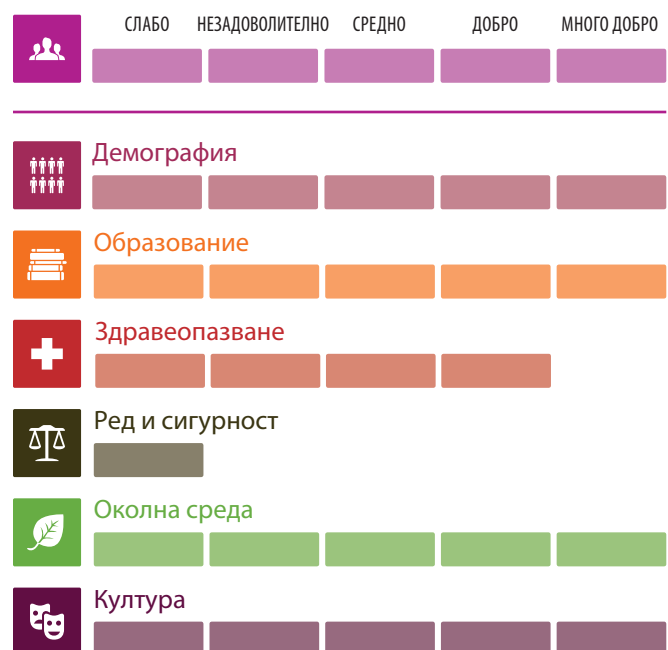 СЛАБО НЕЗАДОВОЛИТЕЛНО СРЕДНО ДОБРО МНОГО ДОБРО
Демография
Образование
Здравеопазване
Ред и сигурност
Околна среда
Култура